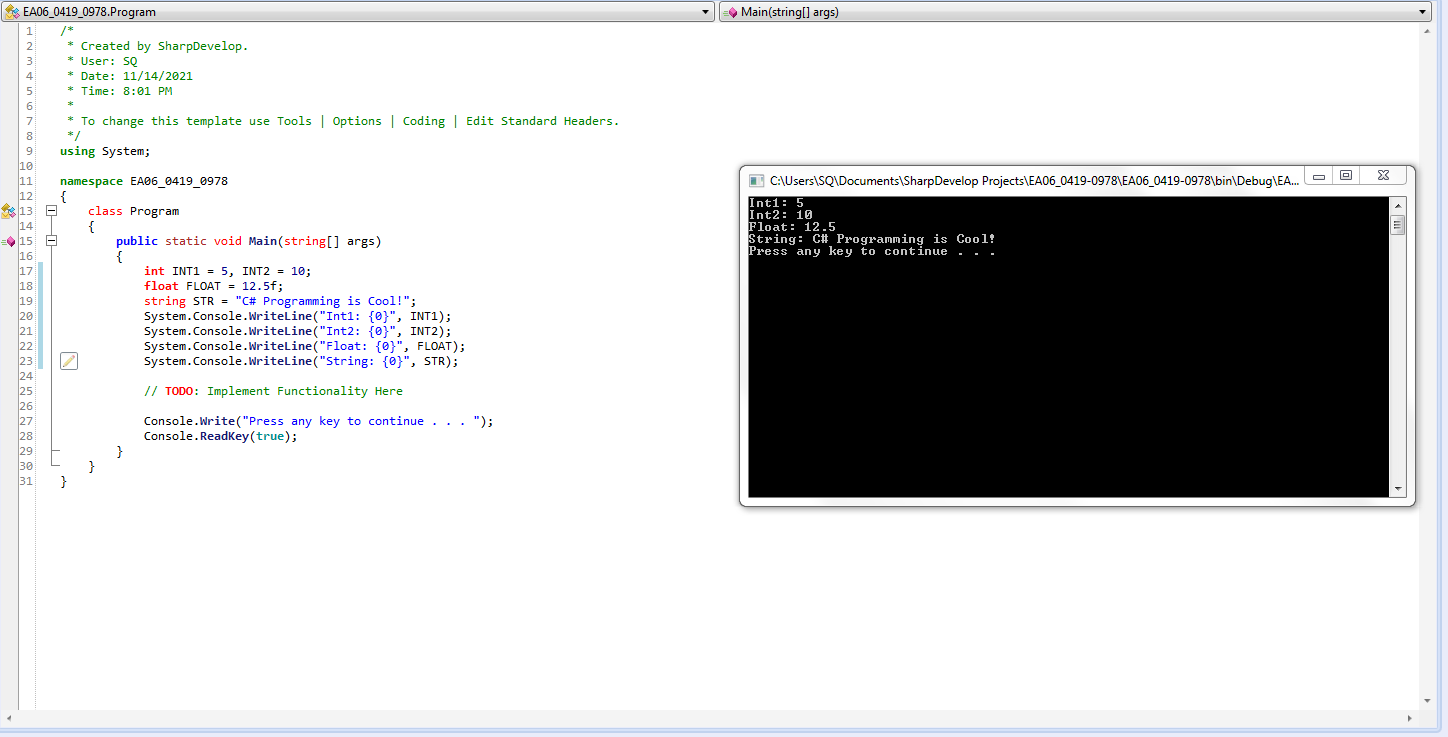 EA06_0419_0978.Program
Main(string[] args)
1 /*
2 * Created by SharpDevelop.
3 * User: SQ
4 * Date: 11/14/2021
5 * Time: 8:01 PM
6 *
7 * To change this template use Tools | Options | Coding | Edit Standard Headers.
8 */
9 using System;
10
11 namespace EA06_0419_0978
12 {
13 class Program
14 {
15 public static void Main(string[] args)
16 {
17 int INT1 = 5, INT2 = 10;
18 float FLOAT = 12.5f;
19 string STR = "C# Programming is Cool!";
20 System.Console.WriteLine("Int1: {0}", INT1);
21 System.Console.WriteLine("Int2: {0}", INT2);
22 System.Console.WriteLine("Float: {0}", FLOAT);
23 System.Console.WriteLine("String: {0}", STR);
24
25 // TODO: Implement Functionality Here
26
27 Console.Write("Press any key to continue . . . ");
28 Console.ReadKey(true);
29 }
30 }
31 }
C:\Users\SQ\Documents\SharpDevelop Projects\EA06_0419-0978\EA06_0419-0978\bin\Debug\EA...
Int1: 5
Int2: 10
Float: 12.5
String: C# Programming is Cool!
Press any key to continue . . .